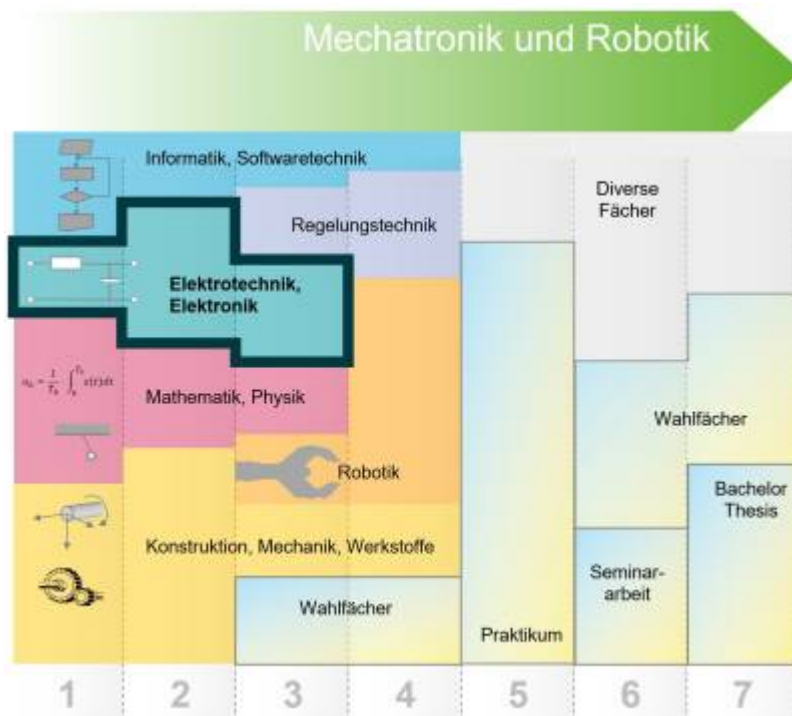 Mechatronik und Robotik
Informatik, Softwaretechnik
Diverse
Fächer
Regelungstechnik
Elektrotechnik,
Elektronik
Mathematik, Physik
Wahlfächer
Robotik
Bachelor
Thesis
Konstruktion, Mechanik, Werkstoffe
Seminar-
arbeit
Wahlfächer
Praktikum
1 2 3 4 5 6 7